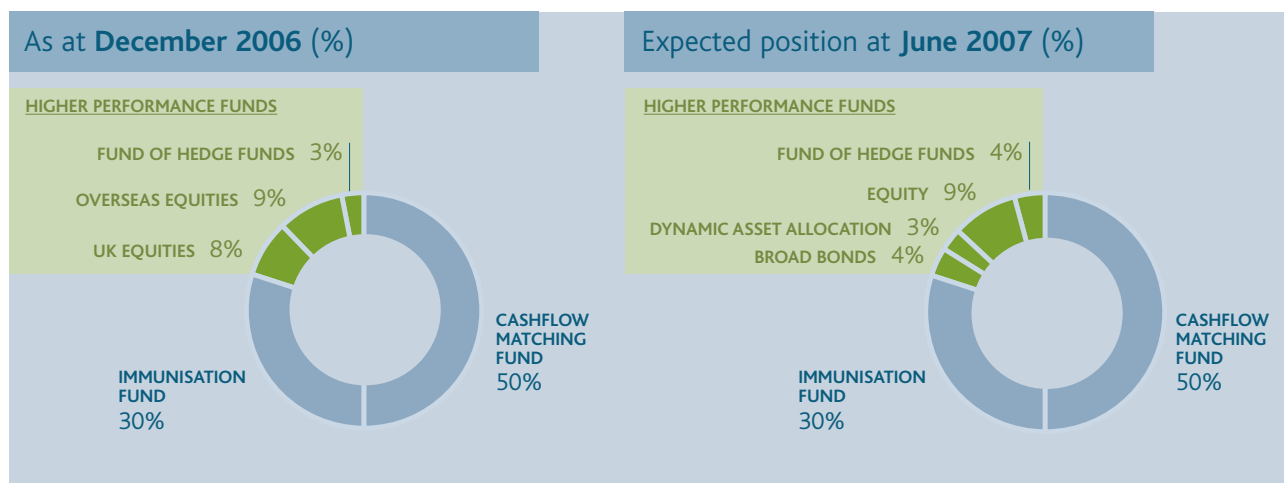 As at December 2006 (%)
HIGHER PERFORMANCE FUNDS
FUND OF HEDGE FUNDS 3%
OVERSEAS EQUITIES 9%
UK EQUITIES 8%
CASHFLOW
MATCHING
FUND
50%
IMMUNISATION
FUND
30%
Expected position at June 2007 (%)
HIGHER PERFORMANCE FUNDS
FUND OF HEDGE FUNDS 4%
EQUITY 9%
DYNAMIC ASSET ALLOCATION 3%
BROAD BONDS 4%
CASHFLOW
MATCHING
FUND
50%
IMMUNISATION
FUND
30%